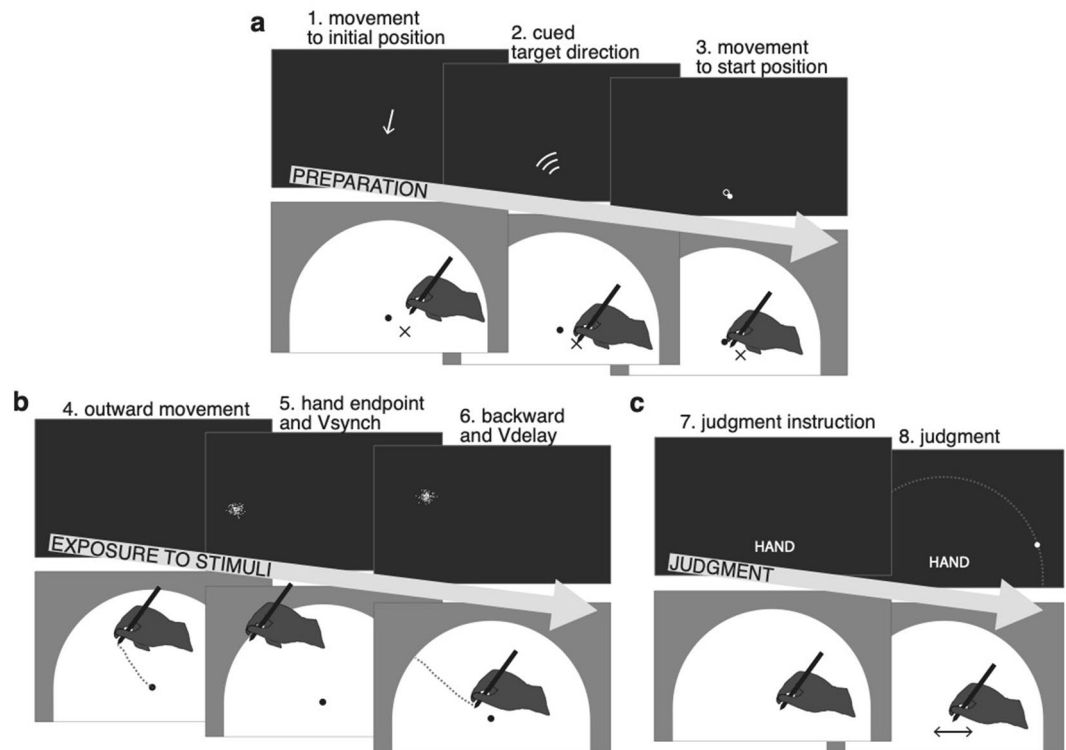 a
1. movement
to initial position
2. cued
target direction
3. movement
to start position
PREPARATION
b
4. outward movement
5. hand endpoint
and Vsynch
6. backward
and Vdelay
EXPOSURE TO STIMULI
c
7. judgment instruction
8. judgment
HAND
HAND
JUDGMENT